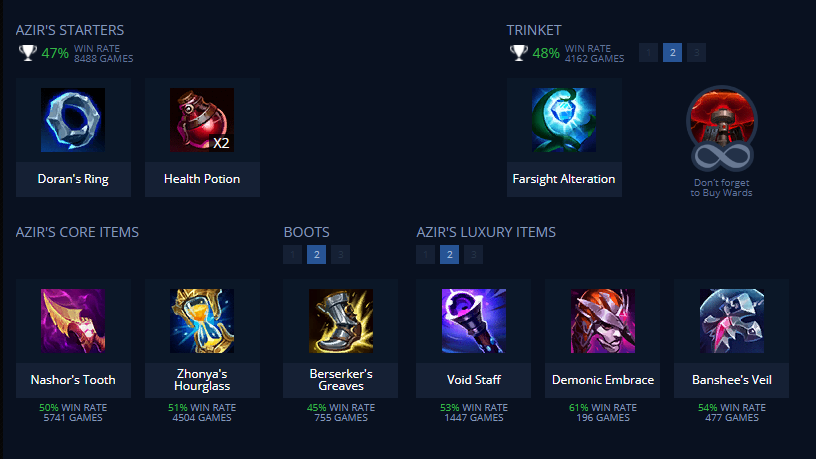 AZIR'S STARTERS
47% WIN RATE
8488 GAMES
TRINKET
48% WIN RATE
4162 GAMES
1 2 3
X2
Doran's Ring
Health Potion
Farsight Alteration
Don't forget
to Buy Wards
AZIR'S CORE ITEMS
BOOTS
1 2 3
AZIR'S LUXURY ITEMS
1 2 3
Nashor's Tooth
Zhonya's
Hourglass
Berserker's
Greaves
Void Staff
Demonic Embrace
Banshee's Veil
50% WIN RATE
5741 GAMES
51% WIN RATE
4504 GAMES
45% WIN RATE
755 GAMES
53% WIN RATE
1447 GAMES
61% WIN RATE
196 GAMES
54% WIN RATE
477 GAMES